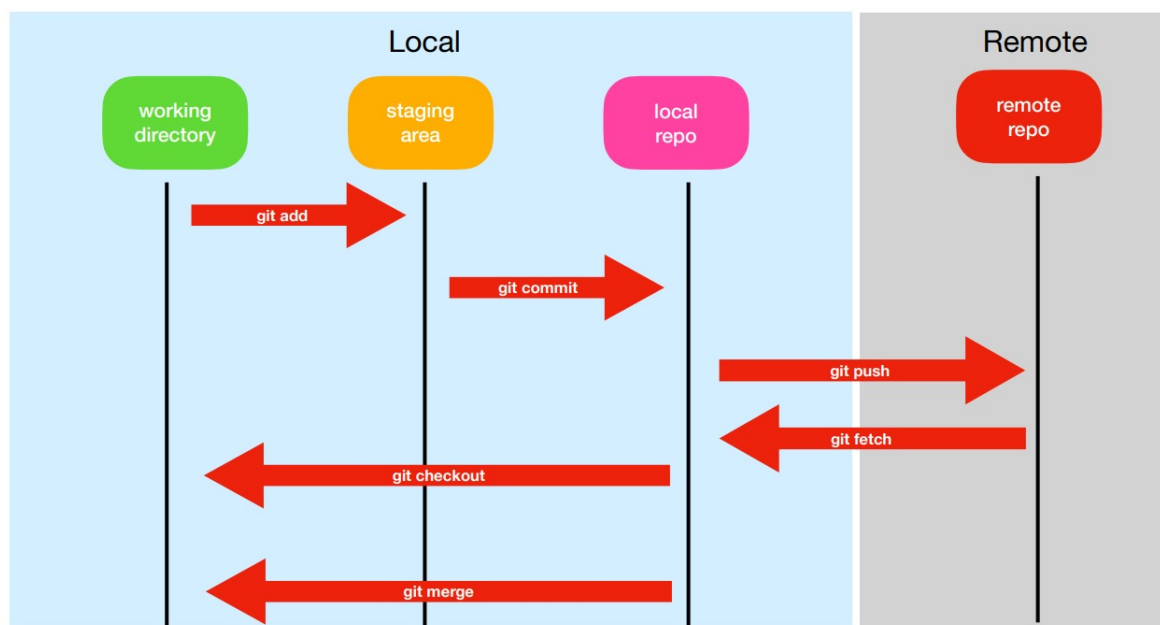 Local
Remote
working
directory
staging
area
local
repo
remote
repo
git add
git commit
git push
git fetch
git checkout
git merge